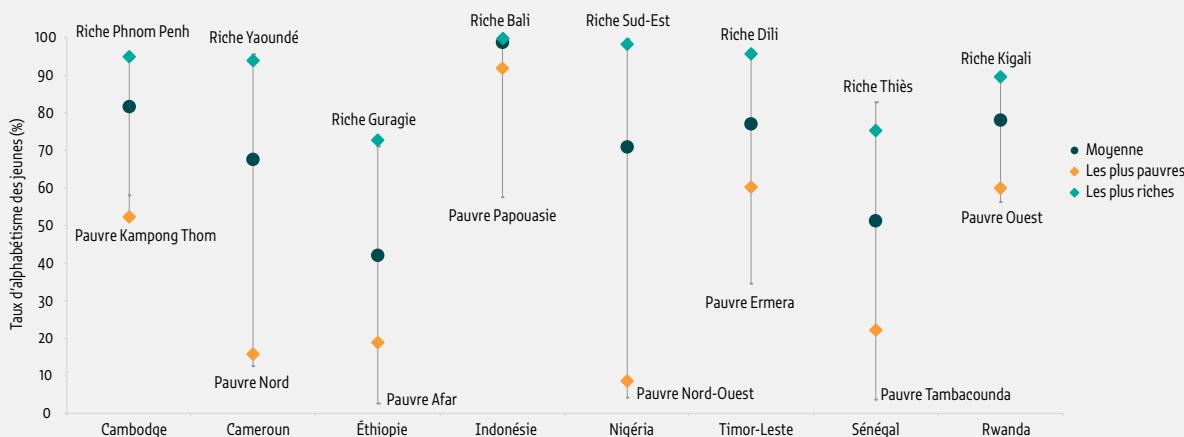 Taux d'alphabétisme des jeunes (%)
100
90
80
70
60
50
40
30
20
10
0
Riche Phnom Penh
Pauvre Kampong Thom
Riche Yaoundé
Pauvre Nord
Riche Guragie
Pauvre Afar
Riche Bali
Pauvre Papouasie
Riche Sud-Est
Pauvre Nord-Ouest
Riche Dili
Pauvre Ermera
Riche Thiès
Pauvre Tambacounda
Riche Kigali
Pauvre Ouest
Moyenne
Les plus pauvres
Les plus riches
Cambodge
Cameroun
Éthiopie
Indonésie
Nigéria
Timor-Leste
Sénégal
Rwanda